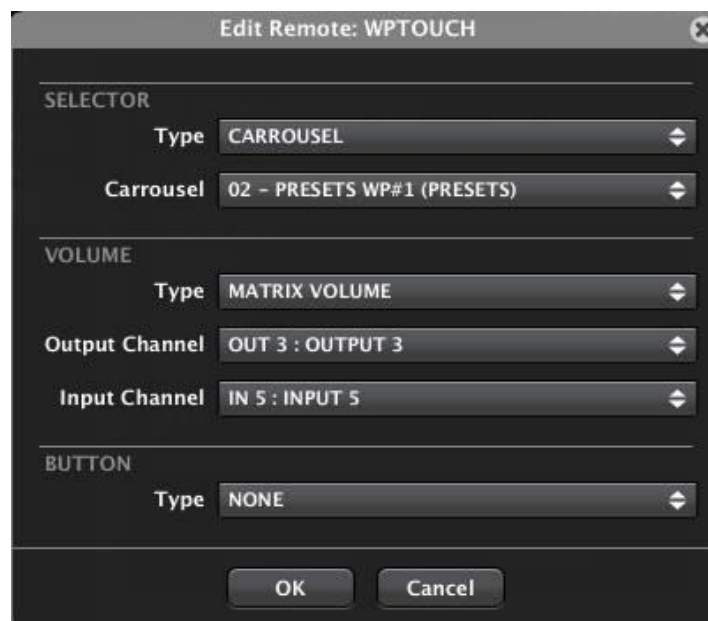 Edit Remote: WPTOUCH
SELECTOR
Type CARROUSEL
Carrousel 02 - PRESETS WP#1 (PRESETS)
VOLUME
Type MATRIX VOLUME
Output Channel OUT 3 : OUTPUT 3
Input Channel IN 5 : INPUT 5
BUTTON
Type NONE
OK Cancel